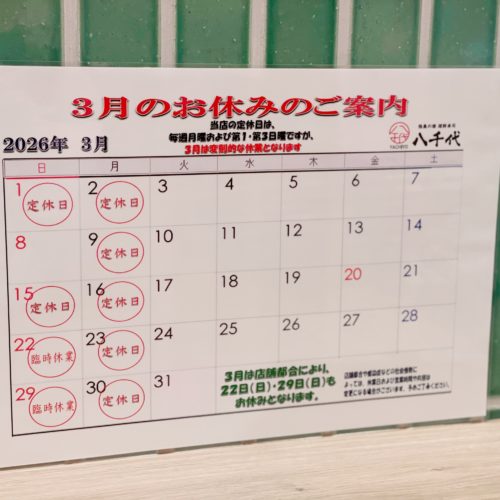 3月のお休みのご案内
当店の定休日は、
毎週月曜および第1・第3日曜ですが、
3月は変則的な休業となります
八千代
2026年 3月
日 月 火 水 木 金 土
1 定休日 2 定休日 3 4 5 6 7
8 9 定休日 10 11 12 13 14
15 定休日 16 定休日 17 18 19 20 21
22 臨時休業 23 定休日 24 25 26 27 28
29 臨時休業 30 定休日 31
3月は店舗都合により、
22日(日)・29日(日)も
お休みとなります。